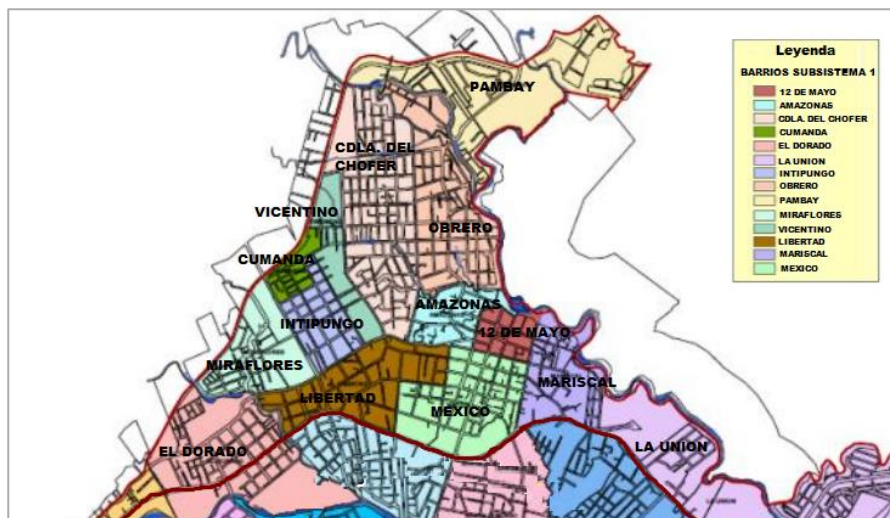 Leyenda
BARRIOS SUBSISTEMA 1
12 DE MAYO
AMAZONAS
CDLA. DEL CHOFER
CUMANDA
EL DORADO
LA UNION
INTIPUNGO
OBRERO
PAMBAY
MIRAFLORES
VICENTINO
LIBERTAD
MARISCAL
MEXICO
PAMBAY
CDLA. DEL
CHOFER
VICENTINO
OBRERO
CUMANDA
AMAZONAS
INTIPUNGO
12 DE MAYO
MIRAFLORES
MARISCAL
LIBERTAD
MEXICO
LA UNION
EL DORADO
LA UNION